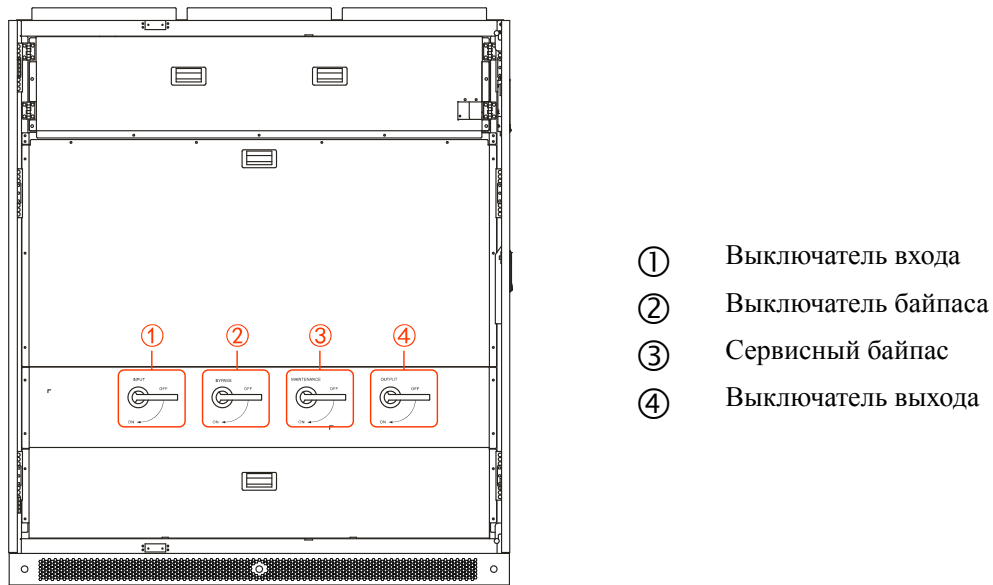 ① Выключатель входа
② Выключатель байпаса
③ Сервисный байпас
④ Выключатель выхода
① ② ③ ④
INPUT OFF ON
BYPASS OFF ON
MAINTENANCE OFF ON
OUTPUT OFF ON